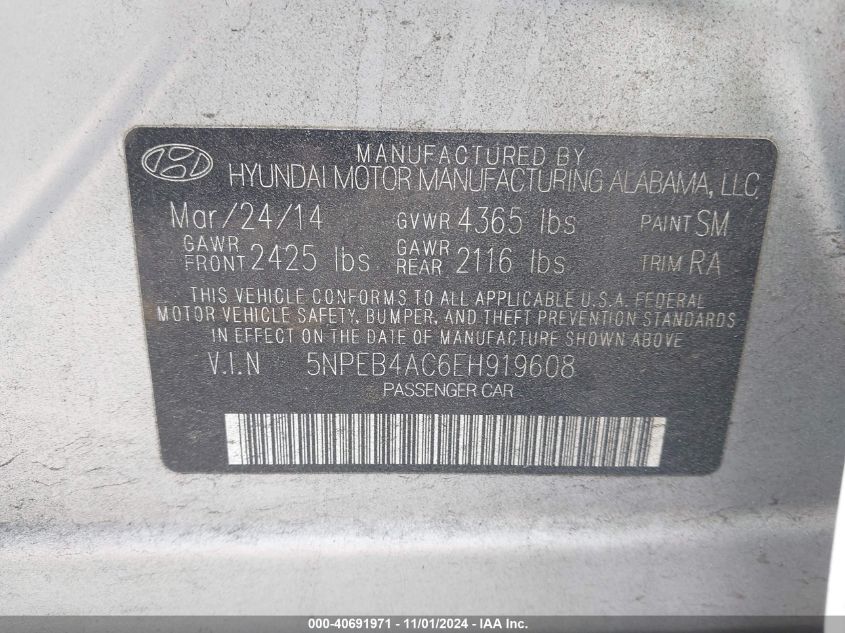 MANUFACTURED BY
HYUNDAI MOTOR MANUFACTURING ALABAMA, LLC
Mar/24/14 GVWR 4365 lbs PAINT SM
GAWR FRONT 2425 lbs GAWR REAR 2116 lbs TRIM RA
THIS VEHICLE CONFORMS TO ALL APPLICABLE U.S.A. FEDERAL
MOTOR VEHICLE SAFETY, BUMPER, AND THEFT PREVENTION STANDARDS
IN EFFECT ON THE DATE OF MANUFACTURE SHOWN ABOVE
V.I.N 5NPEB4AC6EH919608
PASSENGER CAR
000-40691971 - 11/01/2024 - IAA Inc.